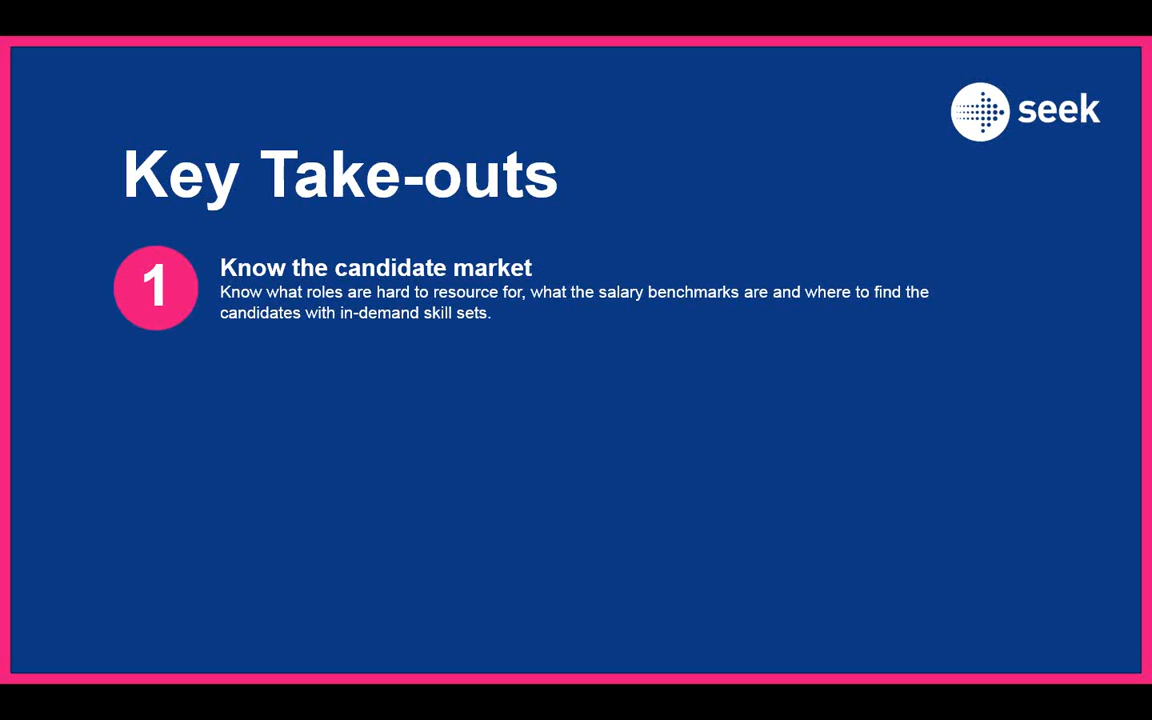 seek
Key Take-outs
1
Know the candidate market
Know what roles are hard to resource for, what the salary benchmarks are and where to find the
candidates with in-demand skill sets.